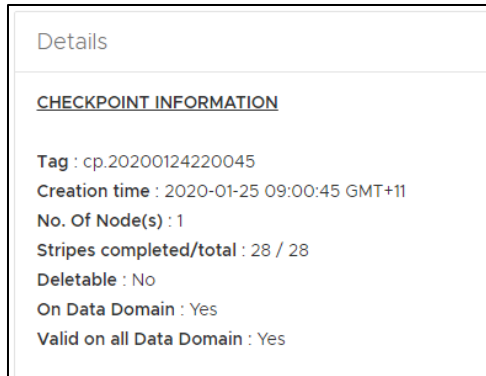 Details
CHECKPOINT INFORMATION
Tag : cp.20200124220045
Creation time : 2020-01-25 09:00:45 GMT+11
No. Of Node(s) : 1
Stripes completed/total : 28 / 28
Deletable : No
On Data Domain : Yes
Valid on all Data Domain : Yes